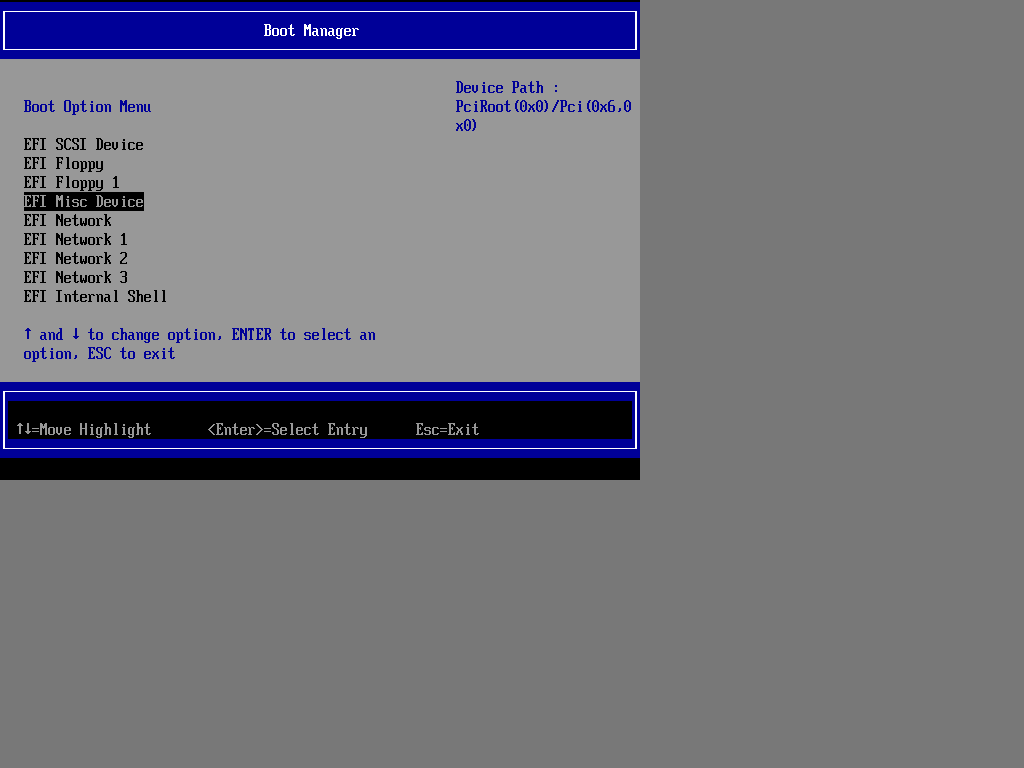 Boot Manager
Device Path :
Boot Option Menu PciRoot(0x0)/Pci(0x6,0
x0)
EFI SCSI Device
EFI Floppy
EFI Floppy 1
EFI Misc Device
EFI Network
EFI Network 1
EFI Network 2
EFI Network 3
EFI Internal Shell
↑ and ↓ to change option, ENTER to select an
option, ESC to exit
↑↓=Move Highlight <Enter>=Select Entry Esc=Exit